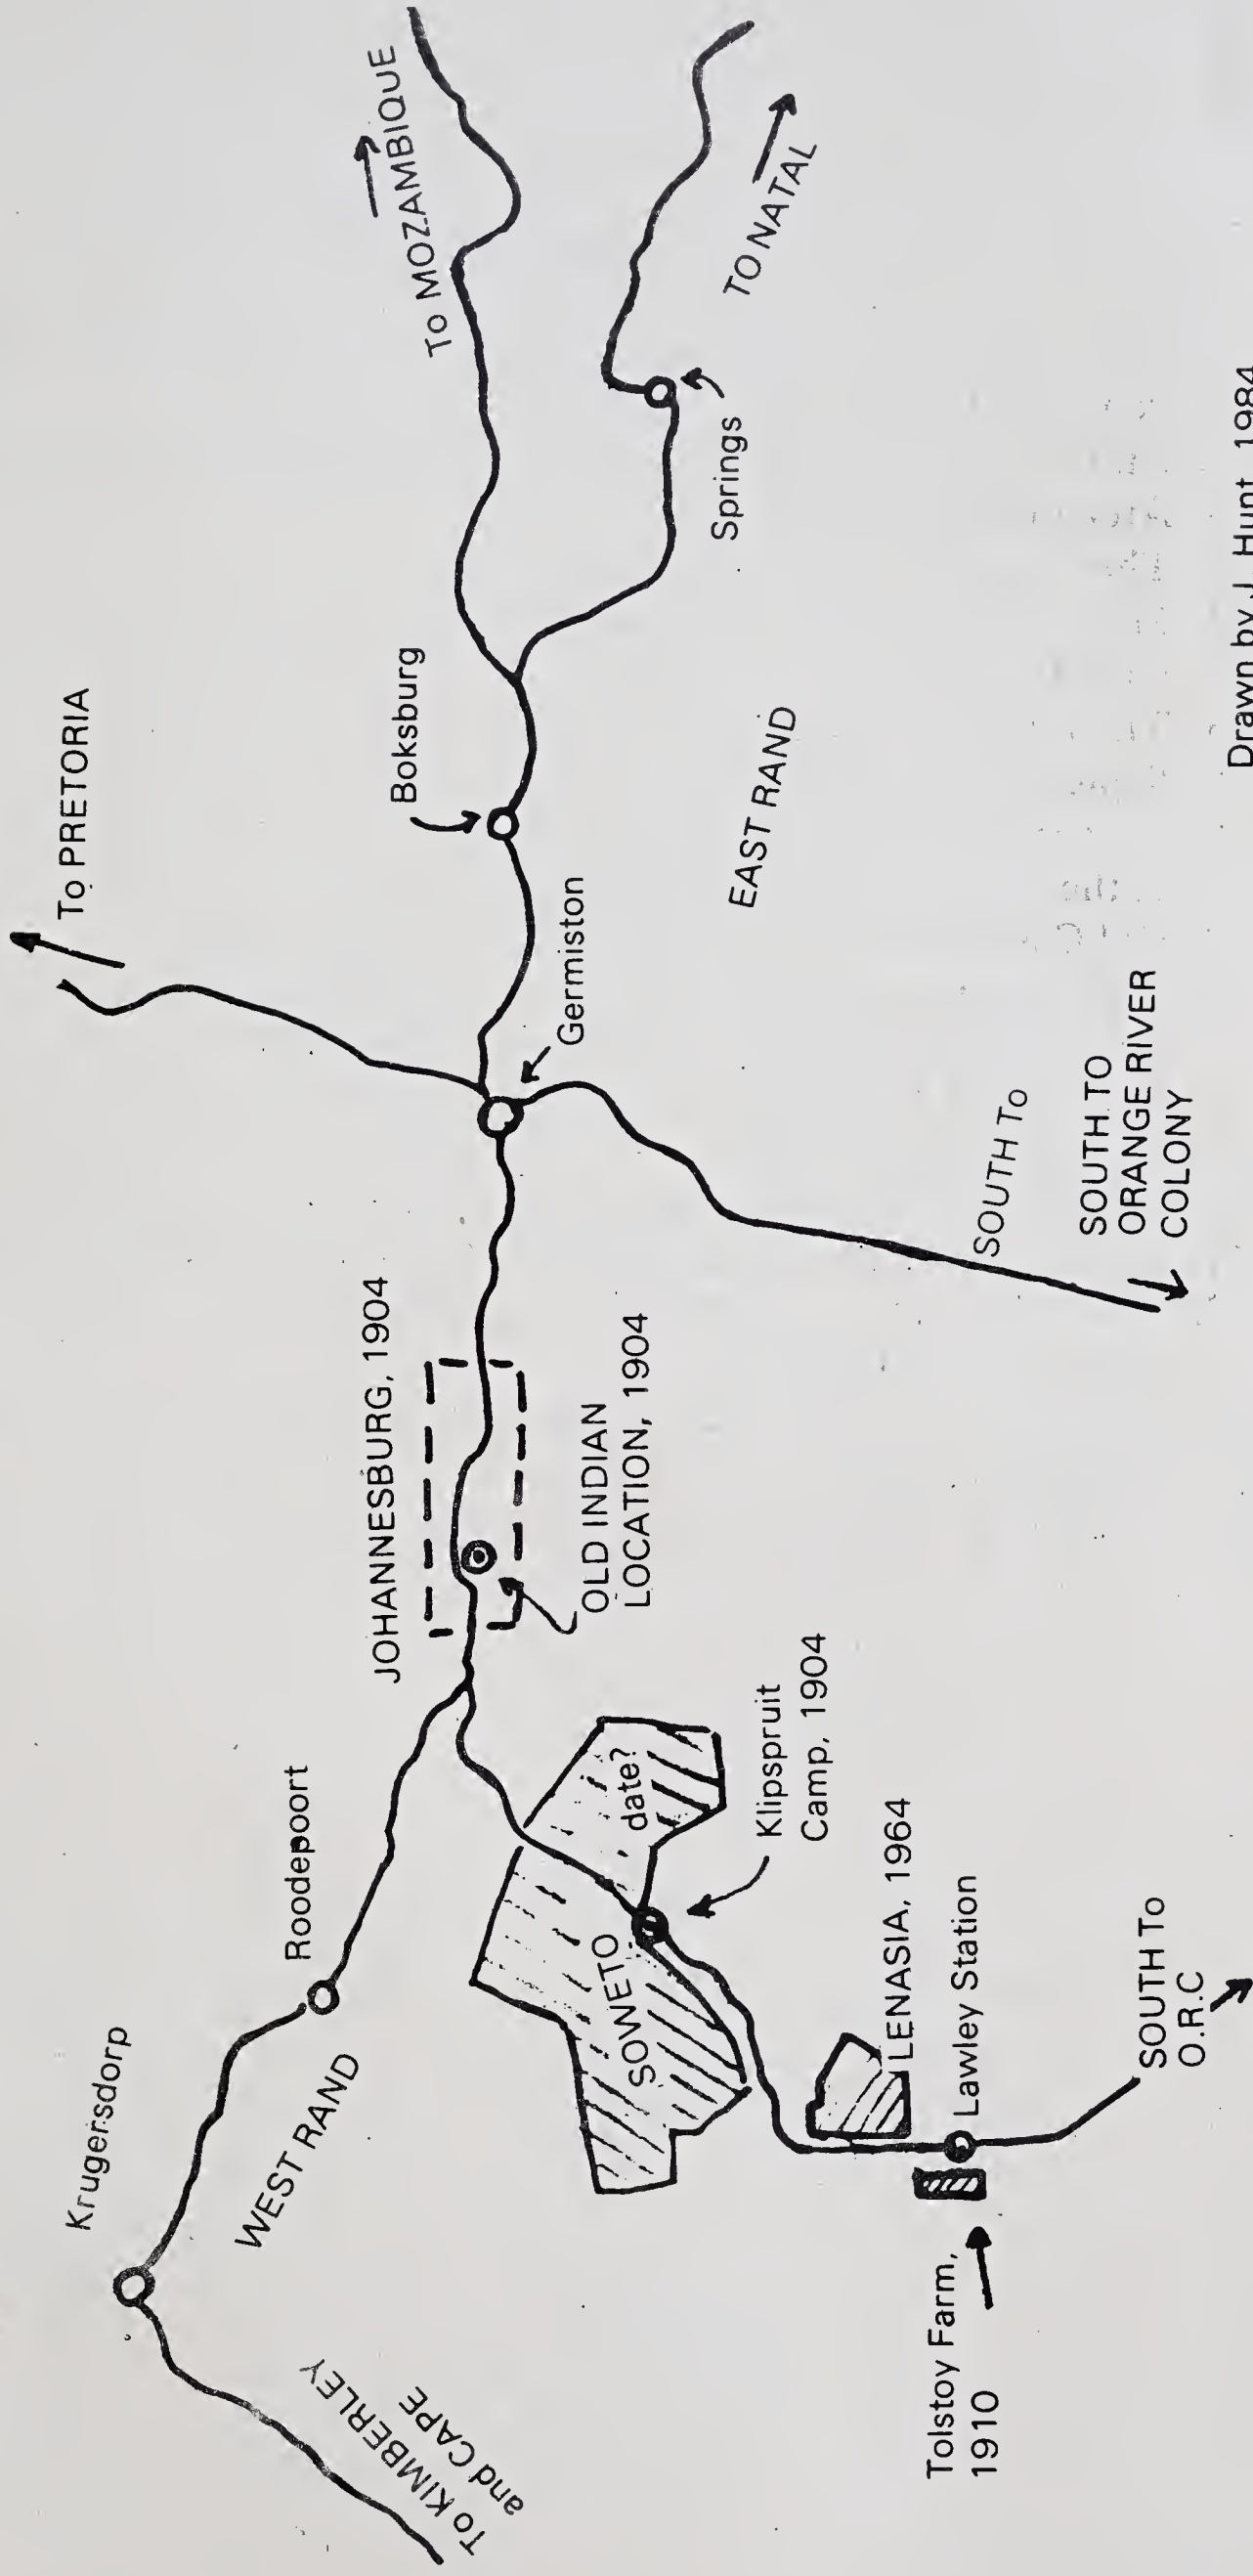 To PRETORIA
To MOZAMBIQUE
TO NATAL
Krugersdorp
Roodepoort
JOHANNESBURG, 1904
Boksburg
Germiston
Springs
WEST RAND
EAST RAND
To KIMBERLEY
and CAPE
OLD INDIAN
LOCATION, 1904
SOWETO
date?
Klipspruit
Camp, 1904
LENASIA, 1964
Lawley Station
Tolstoy Farm,
1910
SOUTH To
O.R.C
SOUTH To
SOUTH TO
ORANGE RIVER
COLONY
Drawn by J. Hunt, 1984